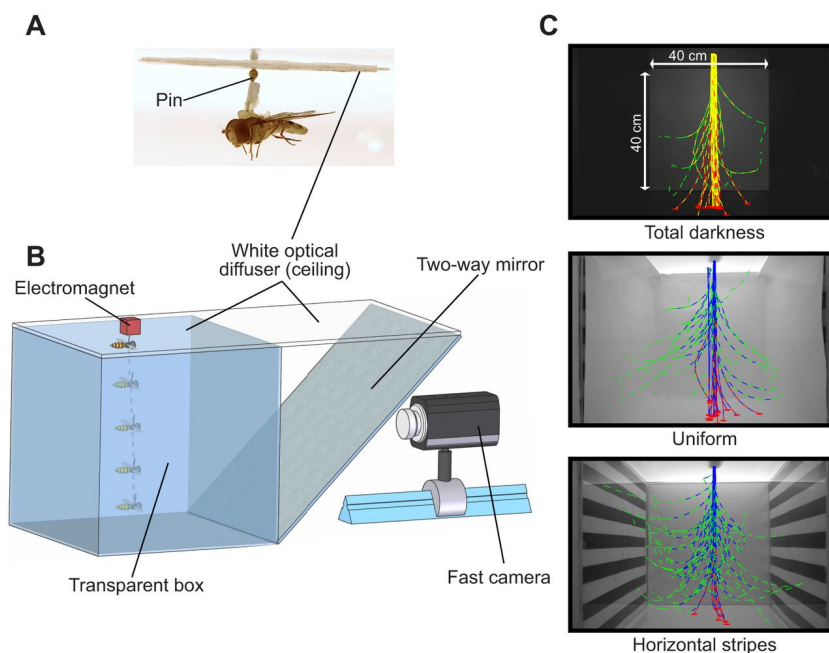 A
Pin
B
White optical
diffuser (ceiling)
Electromagnet
Two-way mirror
Transparent box
Fast camera
C
40 cm
40 cm
Total darkness
Uniform
Horizontal stripes